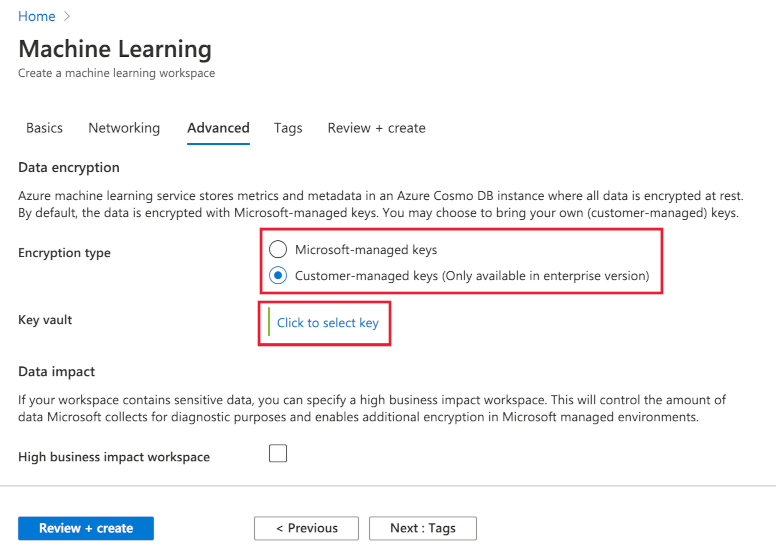 Home >
Machine Learning
Create a machine learning workspace
Basics Networking Advanced Tags Review + create
Data encryption
Azure machine learning service stores metrics and metadata in an Azure Cosmo DB instance where all data is encrypted at rest.
By default, the data is encrypted with Microsoft-managed keys. You may choose to bring your own (customer-managed) keys.
Encryption type
Microsoft-managed keys
Customer-managed keys (Only available in enterprise version)
Key vault
Click to select key
Data impact
If your workspace contains sensitive data, you can specify a high business impact workspace. This will control the amount of
data Microsoft collects for diagnostic purposes and enables additional encryption in Microsoft managed environments.
High business impact workspace
Review + create < Previous Next : Tags